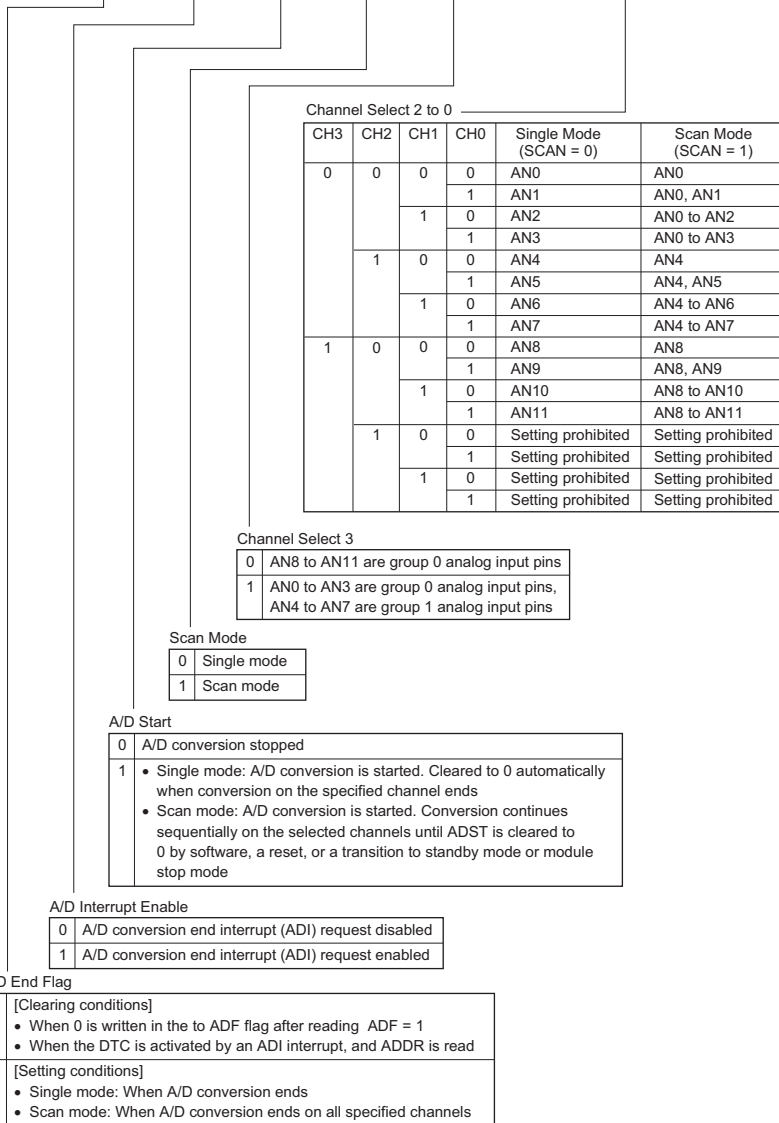 Channel Select 2 to 0
CH3 CH2 CH1 CH0 Single Mode (SCAN = 0) Scan Mode (SCAN = 1)
0 0 0 0 AN0 AN0
1 AN1 AN0, AN1
1 0 AN2 AN0 to AN2
1 AN3 AN0 to AN3
1 0 0 AN4 AN4
1 AN5 AN4, AN5
1 0 AN6 AN4 to AN6
1 AN7 AN4 to AN7
1 0 0 0 AN8 AN8
1 AN9 AN8, AN9
1 0 AN10 AN8 to AN10
1 AN11 AN8 to AN11
1 0 0 Setting prohibited Setting prohibited
1 Setting prohibited Setting prohibited
1 0 Setting prohibited Setting prohibited
1 Setting prohibited Setting prohibited
Channel Select 3
0 AN8 to AN11 are group 0 analog input pins
1 AN0 to AN3 are group 0 analog input pins,
AN4 to AN7 are group 1 analog input pins
Scan Mode
0 Single mode
1 Scan mode
A/D Start
0 A/D conversion stopped
1 • Single mode: A/D conversion is started. Cleared to 0 automatically
when conversion on the specified channel ends
• Scan mode: A/D conversion is started. Conversion continues
sequentially on the selected channels until ADST is cleared to
0 by software, a reset, or a transition to standby mode or module
stop mode
A/D Interrupt Enable
0 A/D conversion end interrupt (ADI) request disabled
1 A/D conversion end interrupt (ADI) request enabled
End Flag
[Clearing conditions]
• When 0 is written in the to ADF flag after reading ADF = 1
• When the DTC is activated by an ADI interrupt, and ADDR is read
[Setting conditions]
• Single mode: When A/D conversion ends
• Scan mode: When A/D conversion ends on all specified channels